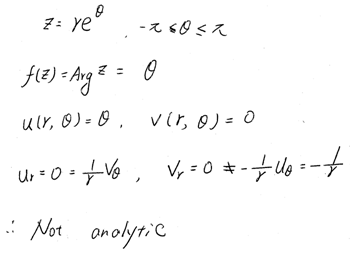 z = re^θ , -π ≤ θ ≤ π
f(z) = Arg z = θ
u(r, θ) = θ , v(r, θ) = 0
u_r = 0 = 1/r v_θ , v_r = 0 ≠ -1/r u_θ = -1/r
∴ Not analytic